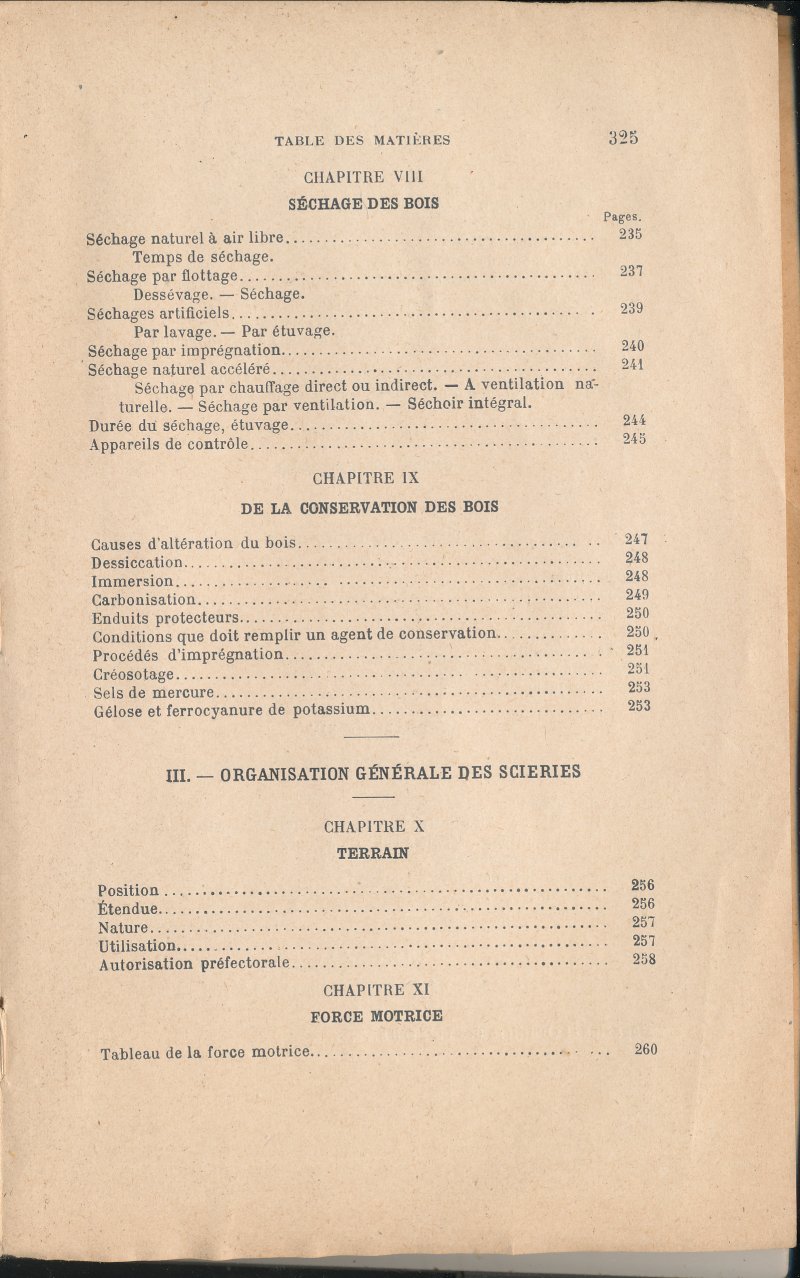 TABLE DES MATIÈRES 325
CHAPITRE VIII
SÉCHAGE DES BOIS
Pages.
Séchage naturel à air libre........................................ 235
Temps de séchage.
Séchage par flottage.............................................. 237
Dessévage. — Séchage.
Séchages artificiels............................................... 239
Par lavage. — Par étuvage.
Séchage par imprégnation......................................... 240
Séchage naturel accéléré.......................................... 241
Séchage par chauffage direct ou indirect. — A ventilation na-
turelle. — Séchage par ventilation. — Séchoir intégral.
Durée du séchage, étuvage........................................ 244
Appareils de contrôle............................................. 245
CHAPITRE IX
DE LA CONSERVATION DES BOIS
Causes d'altération du bois....................................... 247
Dessiccation...................................................... 248
Immersion........................................................ 248
Carbonisation..................................................... 249
Enduits protecteurs............................................... 250
Conditions que doit remplir un agent de conservation............. 250
Procédés d'imprégnation.......................................... 251
Créosotage........................................................ 251
Sels de mercure................................................... 253
Gélose et ferrocyanure de potassium.............................. 253
III. — ORGANISATION GÉNÉRALE DES SCIERIES
CHAPITRE X
TERRAIN
Position.......................................................... 256
Étendue........................................................... 256
Nature............................................................ 257
Utilisation....................................................... 257
Autorisation préfectorale......................................... 258
CHAPITRE XI
FORCE MOTRICE
Tableau de la force motrice....................................... 260